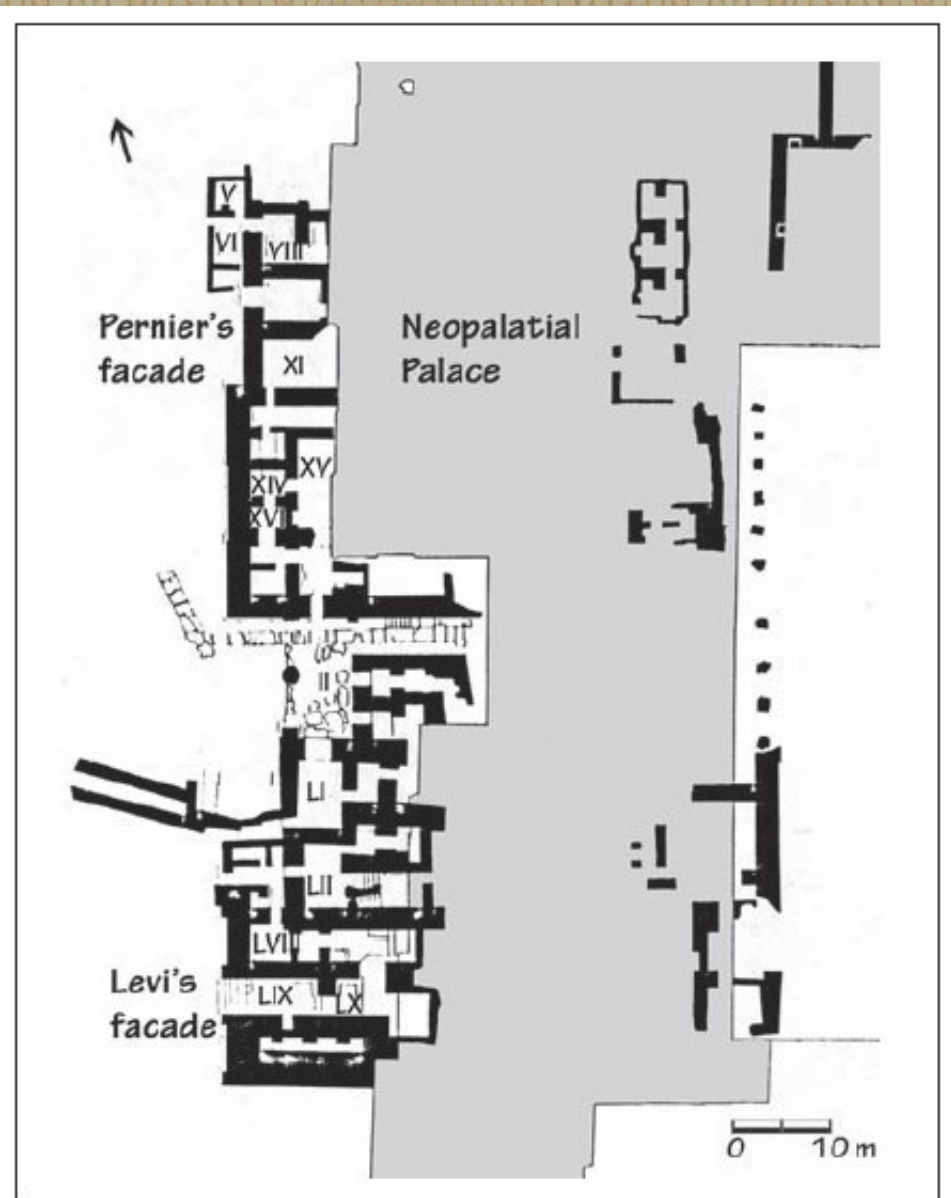 V
VI
VIII
Pernier's
facade
Neopalatial
Palace
XI
XV
XIV
XVI
II
LI
LII
LVI
Levi's
facade
LIX
LX
0 10 m